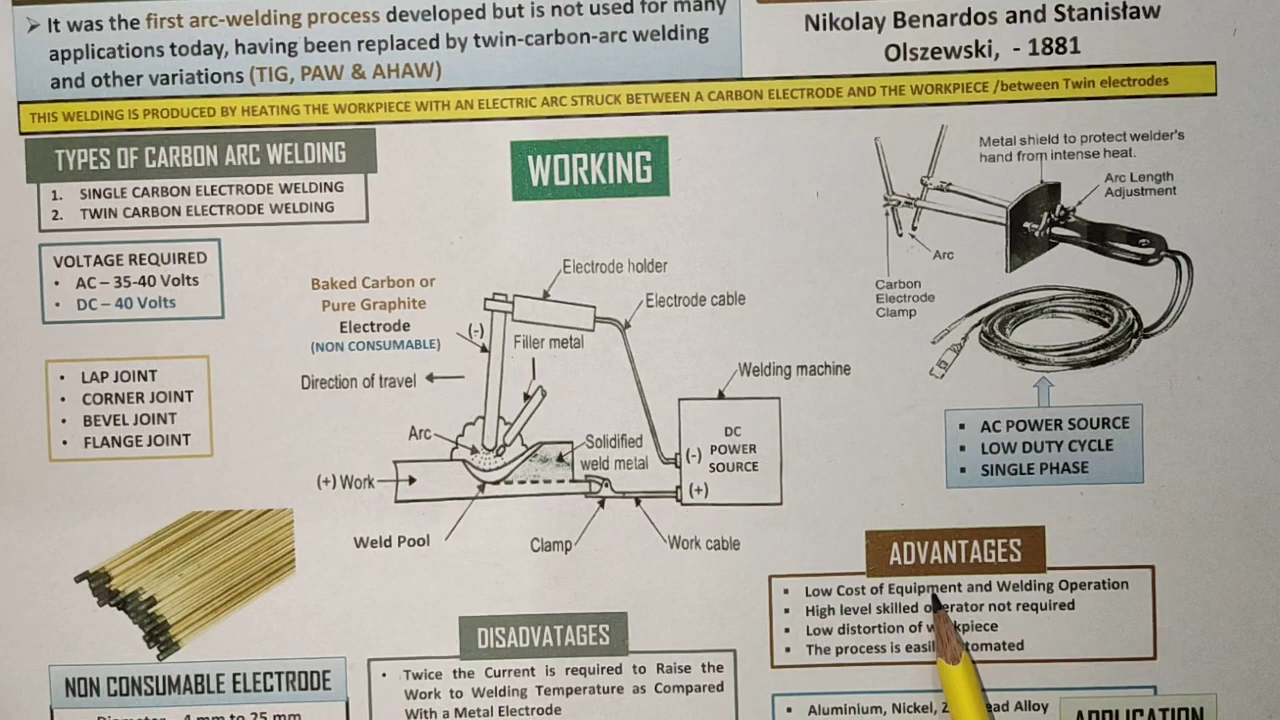 ➢ It was the first arc-welding process developed but is not used for many
applications today, having been replaced by twin-carbon-arc welding
and other variations (TIG, PAW & AHAW)
Nikolay Benardos and Stanisław
Olszewski, - 1881
THIS WELDING IS PRODUCED BY HEATING THE WORKPIECE WITH AN ELECTRIC ARC STRUCK BETWEEN A CARBON ELECTRODE AND THE WORKPIECE /between Twin electrodes
TYPES OF CARBON ARC WELDING
1. SINGLE CARBON ELECTRODE WELDING
2. TWIN CARBON ELECTRODE WELDING
VOLTAGE REQUIRED
• AC – 35-40 Volts
• DC – 40 Volts
• LAP JOINT
• CORNER JOINT
• BEVEL JOINT
• FLANGE JOINT
NON CONSUMABLE ELECTRODE
4 mm to 25 mm
WORKING
Electrode holder
Baked Carbon or
Pure Graphite
Electrode
(NON CONSUMABLE)
(-)
Electrode cable
Filler metal
Direction of travel
Welding machine
Arc
Solidified
weld metal
DC
POWER
SOURCE
(-)
(+)
(+) Work
Weld Pool
Clamp
Work cable
DISADVATAGES
• Twice the Current is required to Raise the
Work to Welding Temperature as Compared
With a Metal Electrode
Metal shield to protect welder's
hand from intense heat.
Arc Length
Adjustment
Arc
Carbon
Electrode
Clamp
▪ AC POWER SOURCE
▪ LOW DUTY CYCLE
▪ SINGLE PHASE
ADVANTAGES
▪ Low Cost of Equipment and Welding Operation
▪ High level skilled operator not required
▪ Low distortion of workpiece
▪ The process is easily automated
▪ Aluminium, Nickel, Alloy
APPLICATION